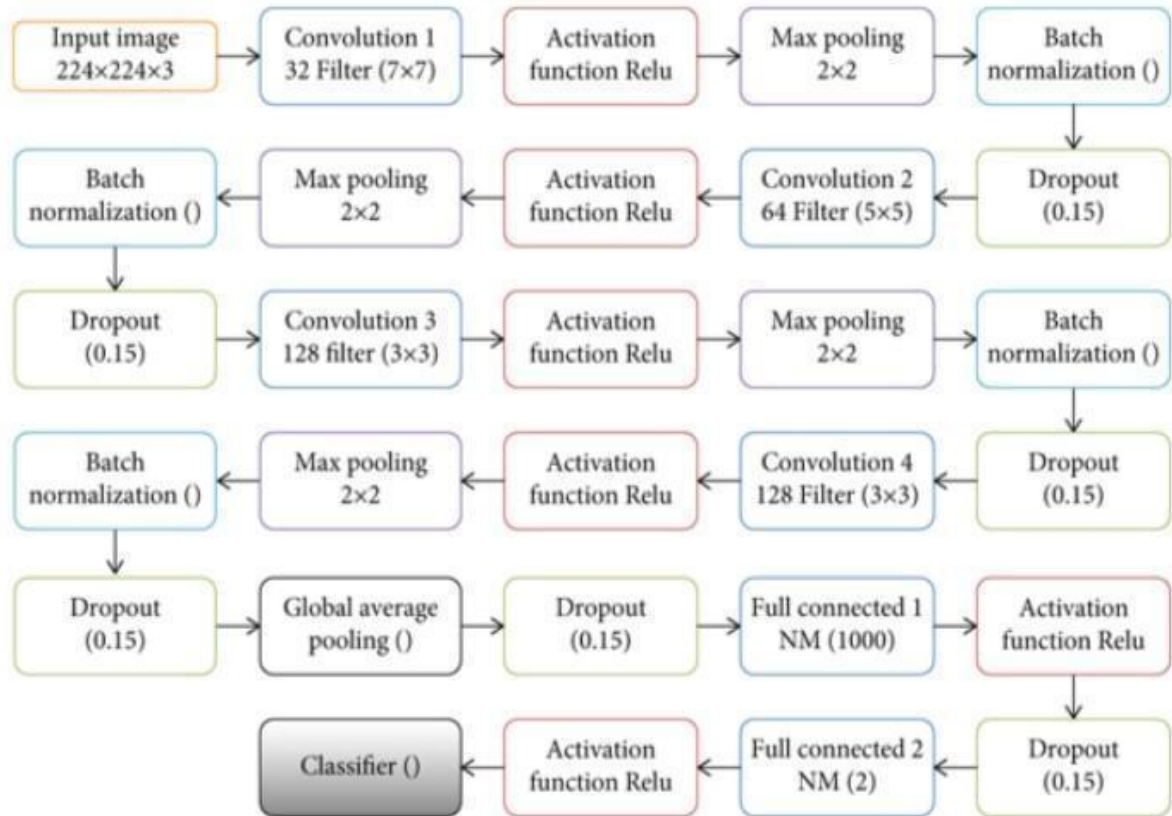 Input image
224×224×3
Convolution 1
32 Filter (7×7)
Activation
function Relu
Max pooling
2×2
Batch
normalization ()
Dropout
(0.15)
Convolution 2
64 Filter (5×5)
Activation
function Relu
Max pooling
2×2
Batch
normalization ()
Dropout
(0.15)
Convolution 3
128 filter (3×3)
Activation
function Relu
Max pooling
2×2
Batch
normalization ()
Dropout
(0.15)
Convolution 4
128 Filter (3×3)
Activation
function Relu
Max pooling
2×2
Batch
normalization ()
Dropout
(0.15)
Global average
pooling ()
Dropout
(0.15)
Full connected 1
NM (1000)
Activation
function Relu
Dropout
(0.15)
Full connected 2
NM (2)
Activation
function Relu
Classifier ()